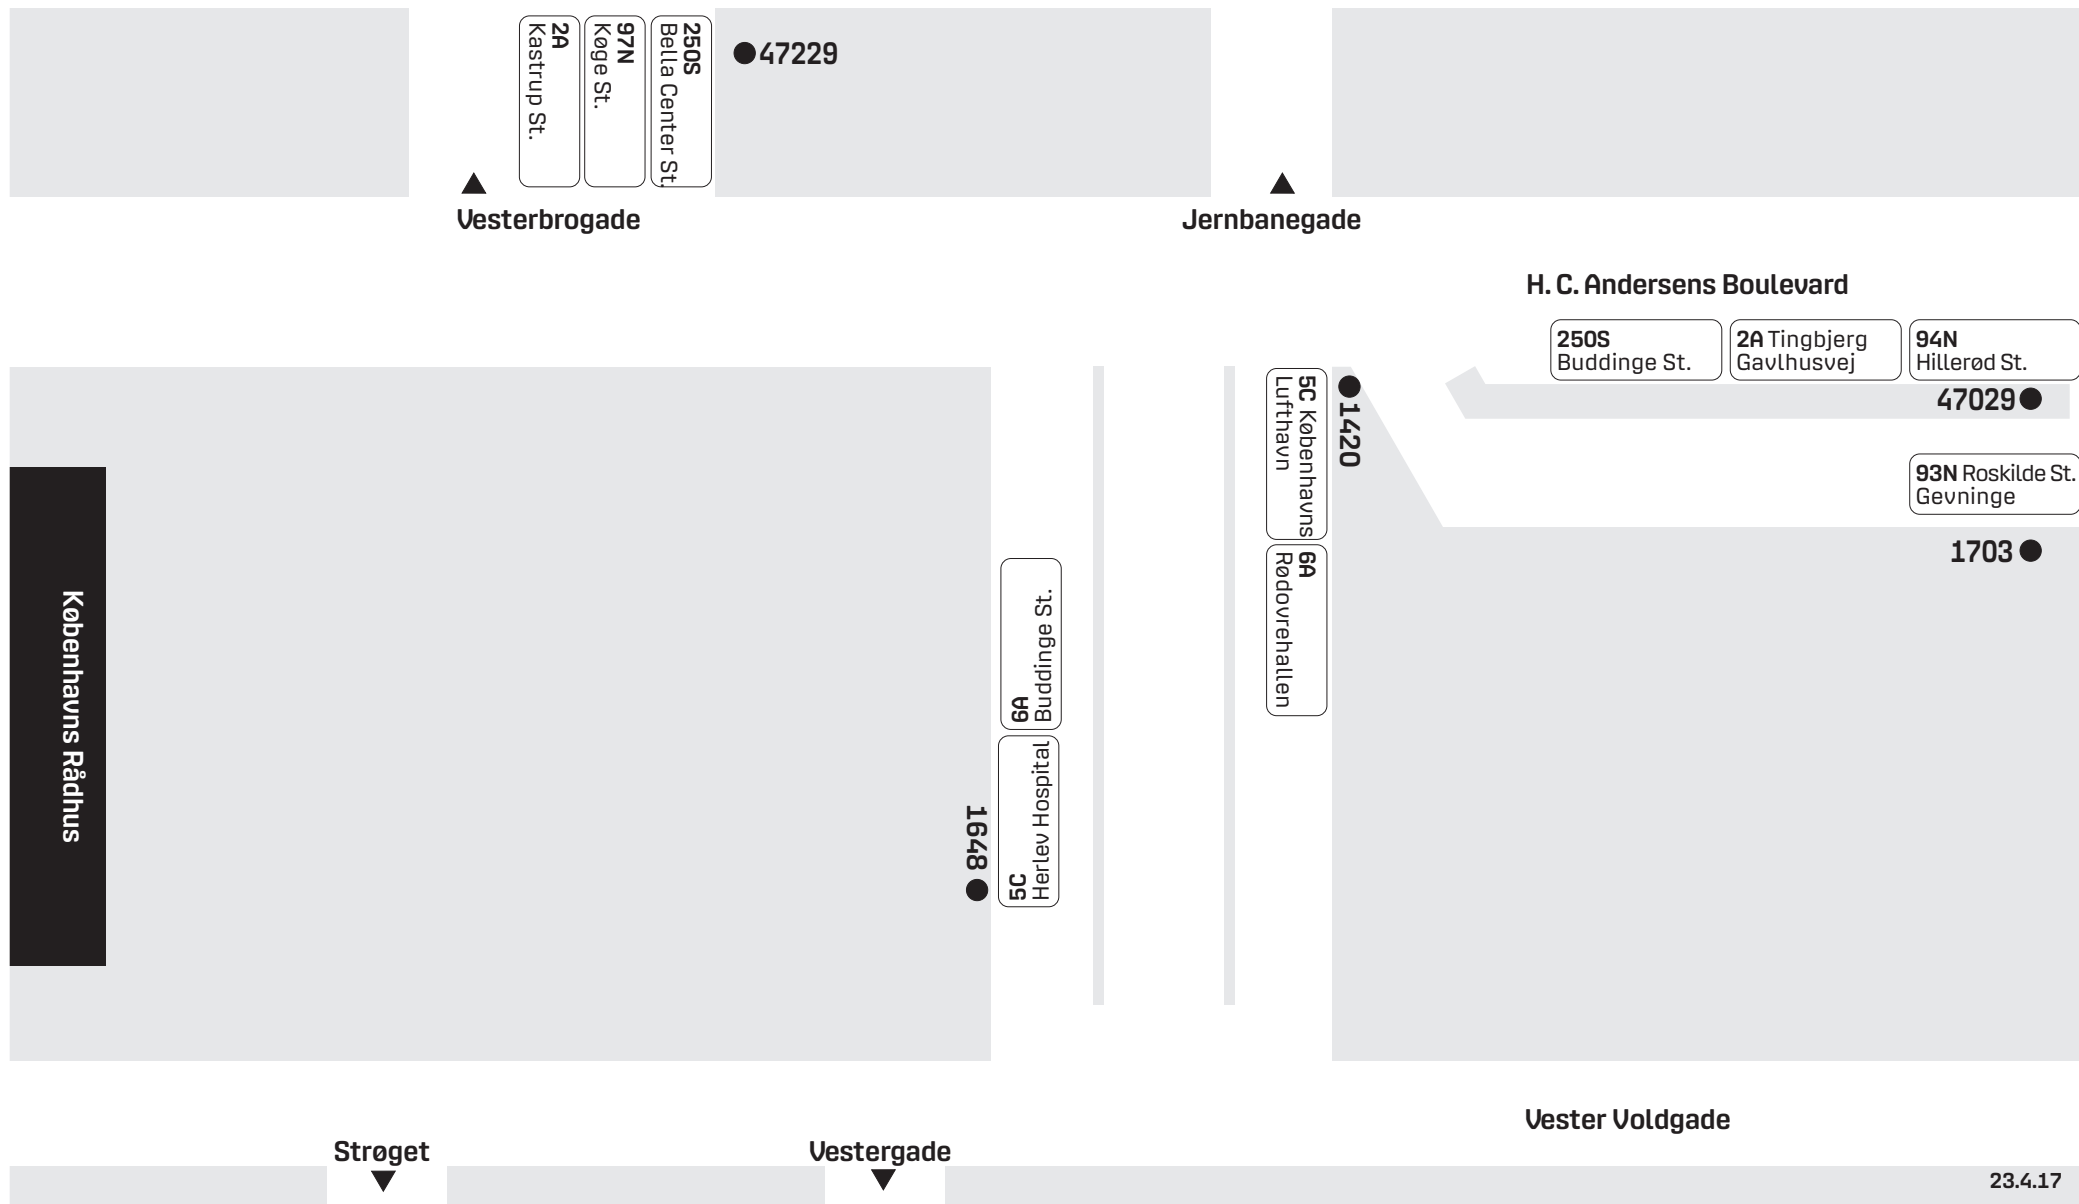 2A
Kastrup St.
97N
Køge St.
250S
Bella Center St.
47229
Vesterbrogade
Jernbanegade
H. C. Andersens Boulevard
250S
Buddinge St.
2A Tingbjerg
Gavlhusvej
94N
Hillerød St.
47029
5C Københavns
Lufthavn
1420
93N Roskilde St.
Gevninge
1703
6A
Rødovrehallen
6A
Buddinge St.
Københavns Rådhus
5C
Herlev Hospital
1648
Vester Voldgade
Strøget
Vestergade
23.4.17